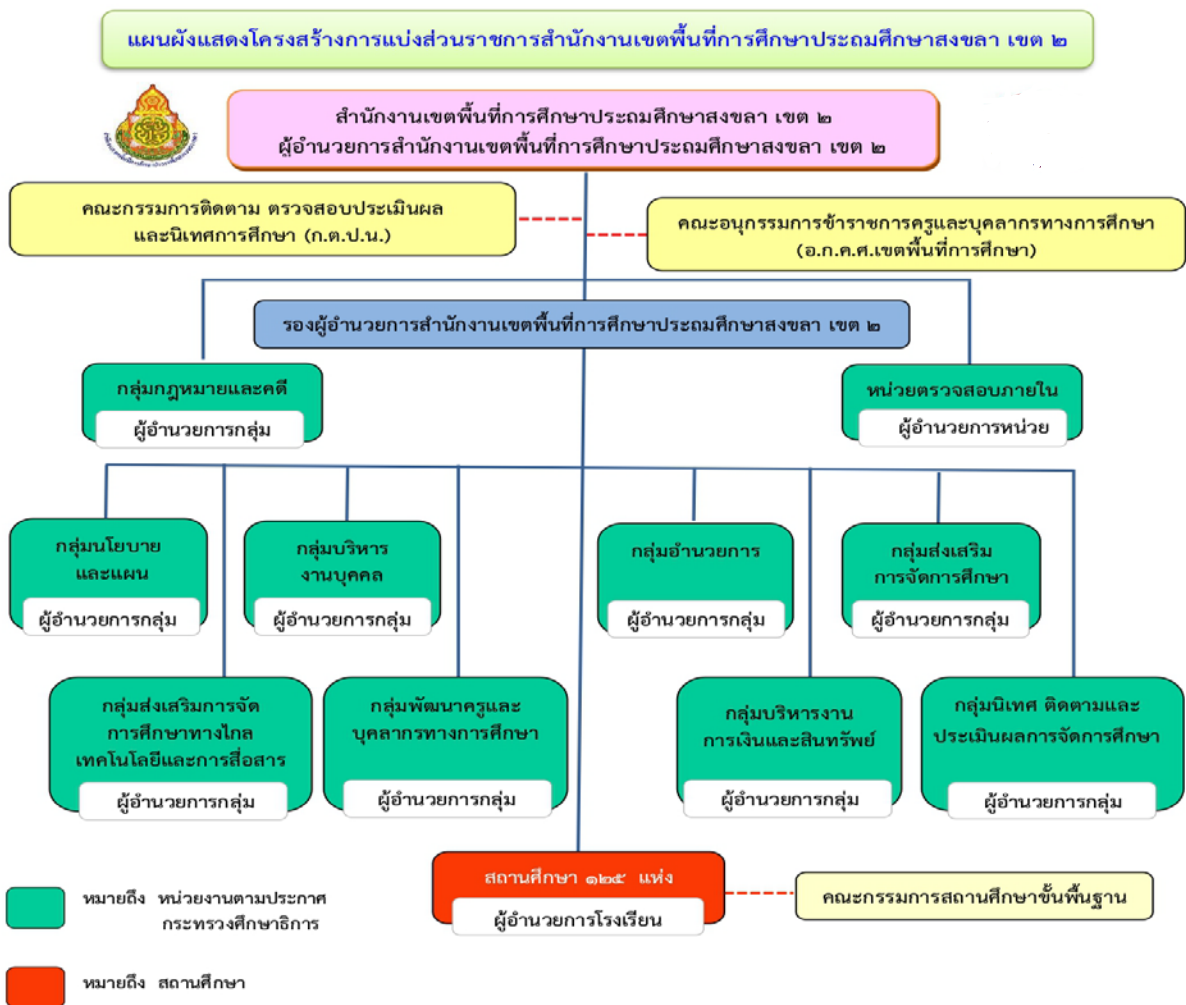 แผนผังแสดงโครงสร้างการแบ่งส่วนราชการสำนักงานเขตพื้นที่การศึกษาประถมศึกษาสงขลา เขต ๒
สำนักงานเขตพื้นที่การศึกษาประถมศึกษาสงขลา เขต ๒
ผู้อำนวยการสำนักงานเขตพื้นที่การศึกษาประถมศึกษาสงขลา เขต ๒
คณะกรรมการติดตาม ตรวจสอบประเมินผล
และนิเทศการศึกษา (ก.ต.ป.น.)
คณะอนุกรรมการข้าราชการครูและบุคลากรทางการศึกษา
(อ.ก.ค.ศ.เขตพื้นที่การศึกษา)
รองผู้อำนวยการสำนักงานเขตพื้นที่การศึกษาประถมศึกษาสงขลา เขต ๒
กลุ่มกฎหมายและคดี
ผู้อำนวยการกลุ่ม
หน่วยตรวจสอบภายใน
ผู้อำนวยการหน่วย
กลุ่มนโยบาย
และแผน
ผู้อำนวยการกลุ่ม
กลุ่มบริหาร
งานบุคคล
ผู้อำนวยการกลุ่ม
กลุ่มอำนวยการ
ผู้อำนวยการกลุ่ม
กลุ่มส่งเสริม
การจัดการศึกษา
ผู้อำนวยการกลุ่ม
กลุ่มส่งเสริมการจัด
การศึกษาทางไกล
เทคโนโลยีและการสื่อสาร
ผู้อำนวยการกลุ่ม
กลุ่มพัฒนาครูและ
บุคลากรทางการศึกษา
ผู้อำนวยการกลุ่ม
กลุ่มบริหารงาน
การเงินและสินทรัพย์
ผู้อำนวยการกลุ่ม
กลุ่มนิเทศ ติดตามและ
ประเมินผลการจัดการศึกษา
ผู้อำนวยการกลุ่ม
สถานศึกษา ๑๒๕ แห่ง
ผู้อำนวยการโรงเรียน
คณะกรรมการสถานศึกษาขั้นพื้นฐาน
หมายถึง หน่วยงานตามประกาศ
กระทรวงศึกษาธิการ
หมายถึง สถานศึกษา